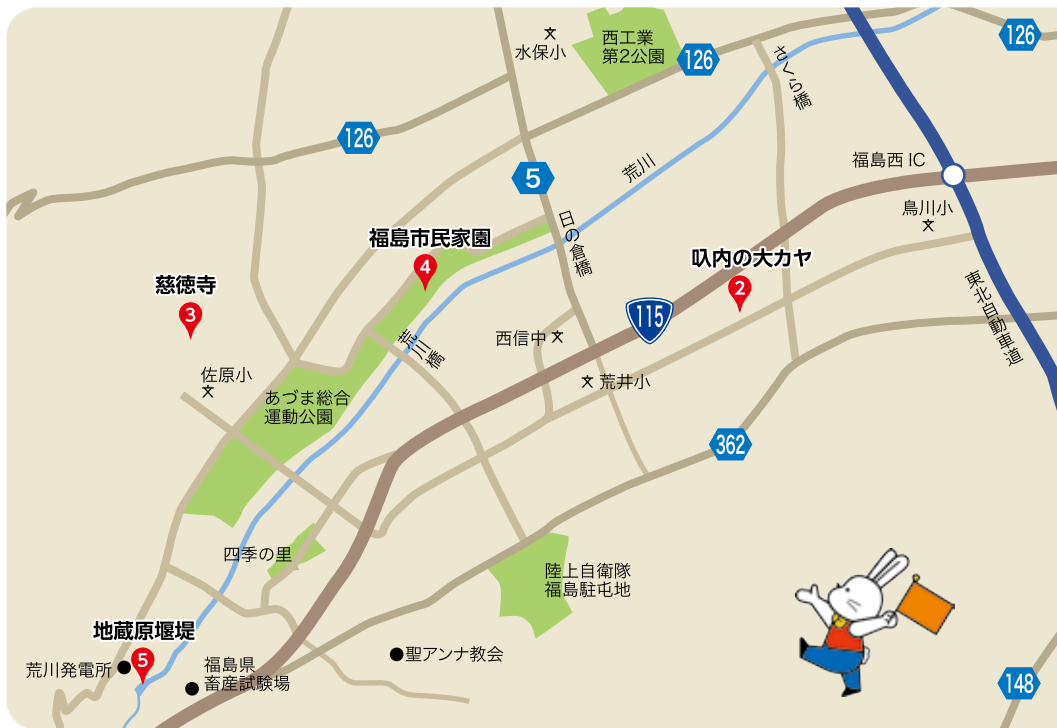 126
水保小
西工業
第2公園
126
さくら橋
126
5
荒川
福島西 IC
鳥川小
日の倉橋
福島市民家園
4
叺内の大カヤ
2
慈徳寺
3
115
東北自動車道
西信中
荒川橋
佐原小
荒井小
あづま総合
運動公園
362
四季の里
陸上自衛隊
福島駐屯地
地蔵原堰堤
5
荒川発電所
福島県
畜産試験場
聖アンナ教会
148